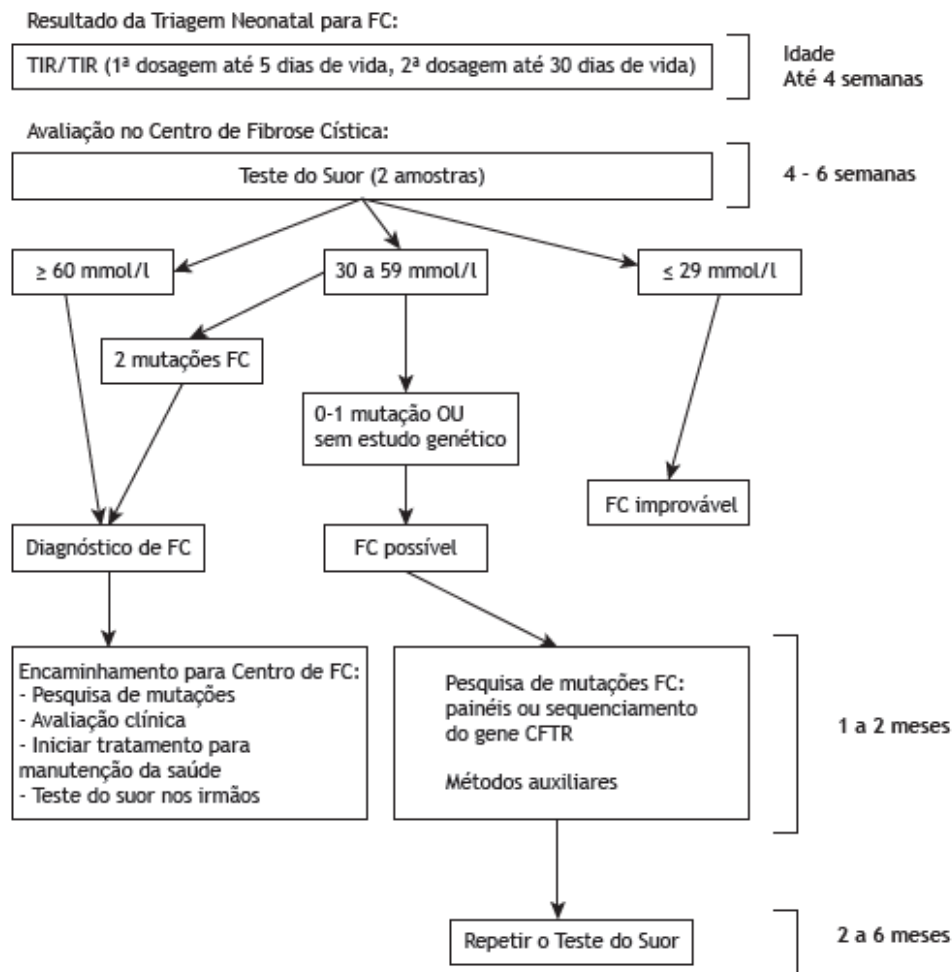 Resultado da Triagem Neonatal para FC:
TIR/TIR (1ª dosagem até 5 dias de vida, 2ª dosagem até 30 dias de vida)
Idade
Até 4 semanas
Avaliação no Centro de Fibrose Cística:
Teste do Suor (2 amostras)
4 - 6 semanas
≥ 60 mmol/l
30 a 59 mmol/l
≤ 29 mmol/l
2 mutações FC
0-1 mutação OU
sem estudo genético
FC improvável
Diagnóstico de FC
FC possível
Encaminhamento para Centro de FC:
- Pesquisa de mutações
- Avaliação clínica
- Iniciar tratamento para
manutenção da saúde
- Teste do suor nos irmãos
Pesquisa de mutações FC:
painéis ou sequenciamento
do gene CFTR
Métodos auxiliares
1 a 2 meses
Repetir o Teste do Suor
2 a 6 meses